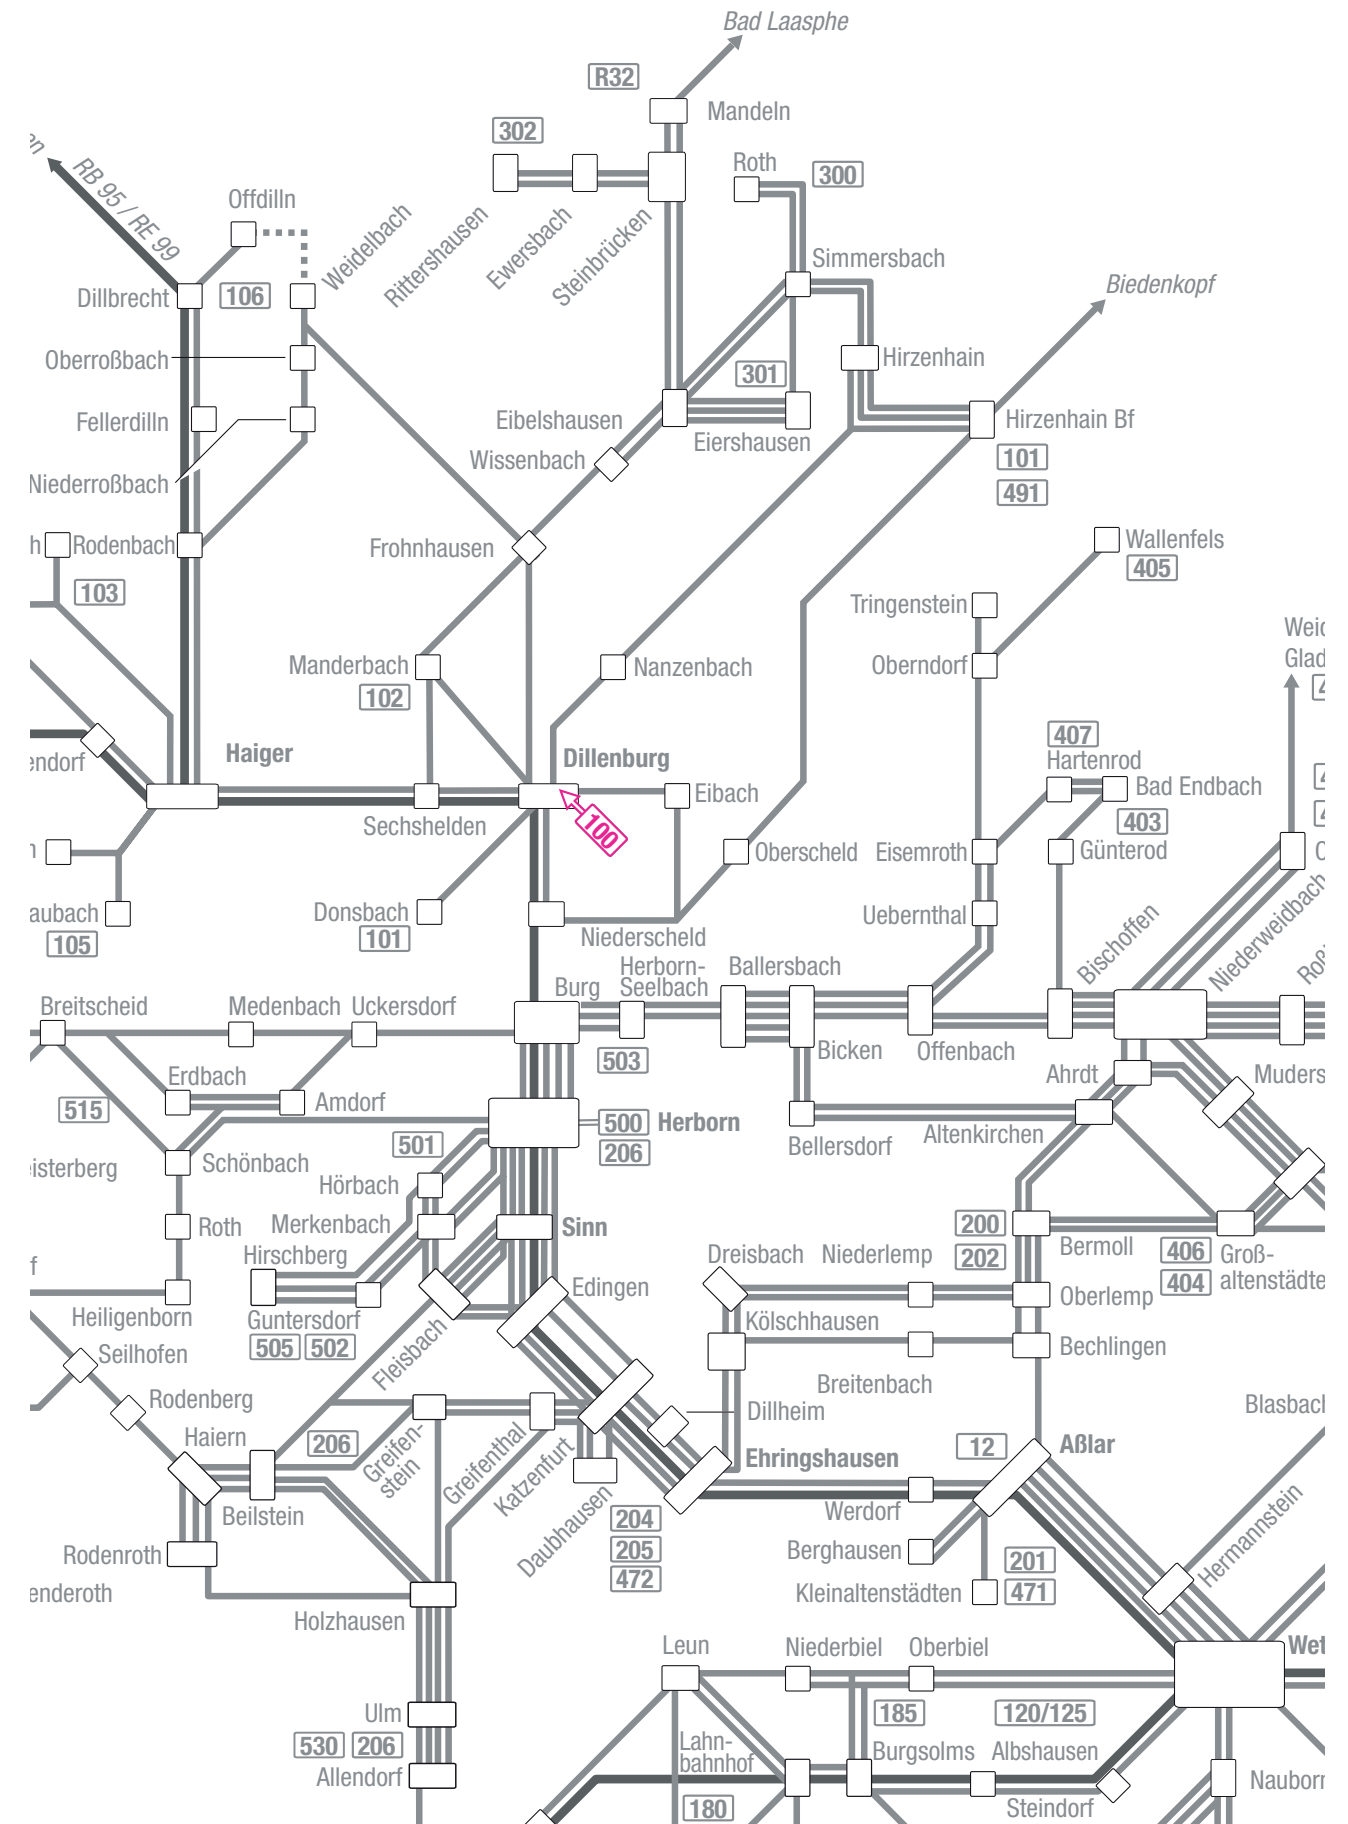 Bad Laasphe
R32
Mandeln
302
Roth
300
RB 95 / RE 99
Offdilln
Weidelbach
Rittershausen
Ewersbach
Steinbrücken
Simmersbach
Biedenkopf
Dillbrecht
106
Oberroßbach
Hirzenhain
301
Fellerdilln
Eibelshausen
Eiershausen
Hirzenhain Bf
Wissenbach
101
491
Niederroßbach
h
Rodenbach
Frohnhausen
Wallenfels
405
103
Tringenstein
Weid
Glad
Manderbach
102
Nanzenbach
Oberndorf
407
Hartenrod
endorf
Haiger
Dillenburg
Bad Endbach
403
Eibach
100
Sechshelden
Oberscheld
Eisemroth
Günterod
aubach
105
Donsbach
101
Niederscheld
Uebernthal
Bischoffen
Niederweidbach
Roß
Breitscheid
Medenbach
Uckersdorf
Burg
Herborn-
Seelbach
Ballersbach
503
Bicken
Offenbach
Erdbach
Amdorf
515
Ahrdt
Muders
500
Herborn
206
501
Bellersdorf
Altenkirchen
isterberg
Schönbach
Hörbach
Roth
Merkenbach
Sinn
200
202
Bermoll
406
404
Groß-
altenstädte
Hirschberg
f
Dreisbach
Niederlemp
Edingen
Oberlemp
Heiligenborn
Guntersdorf
505
502
Kölschhausen
Bechlingen
Fleisbach
Seilhofen
Breitenbach
Rodenberg
Dillheim
Blasbach
Haiern
206
Greifen-
stein
Greifenthal
Katzenfurt
Ehringshausen
12
Aßlar
Beilstein
Daubhausen
204
205
472
Werdorf
Hermannstein
Rodenroth
Berghausen
201
471
enderoth
Kleinaltenstädten
Holzhausen
Leun
Niederbiel
Oberbiel
Wet
Ulm
530
206
185
120/125
Lahn-
bahnhof
Burgsolms
Albshausen
Allendorf
180
Steindorf
Nauborn